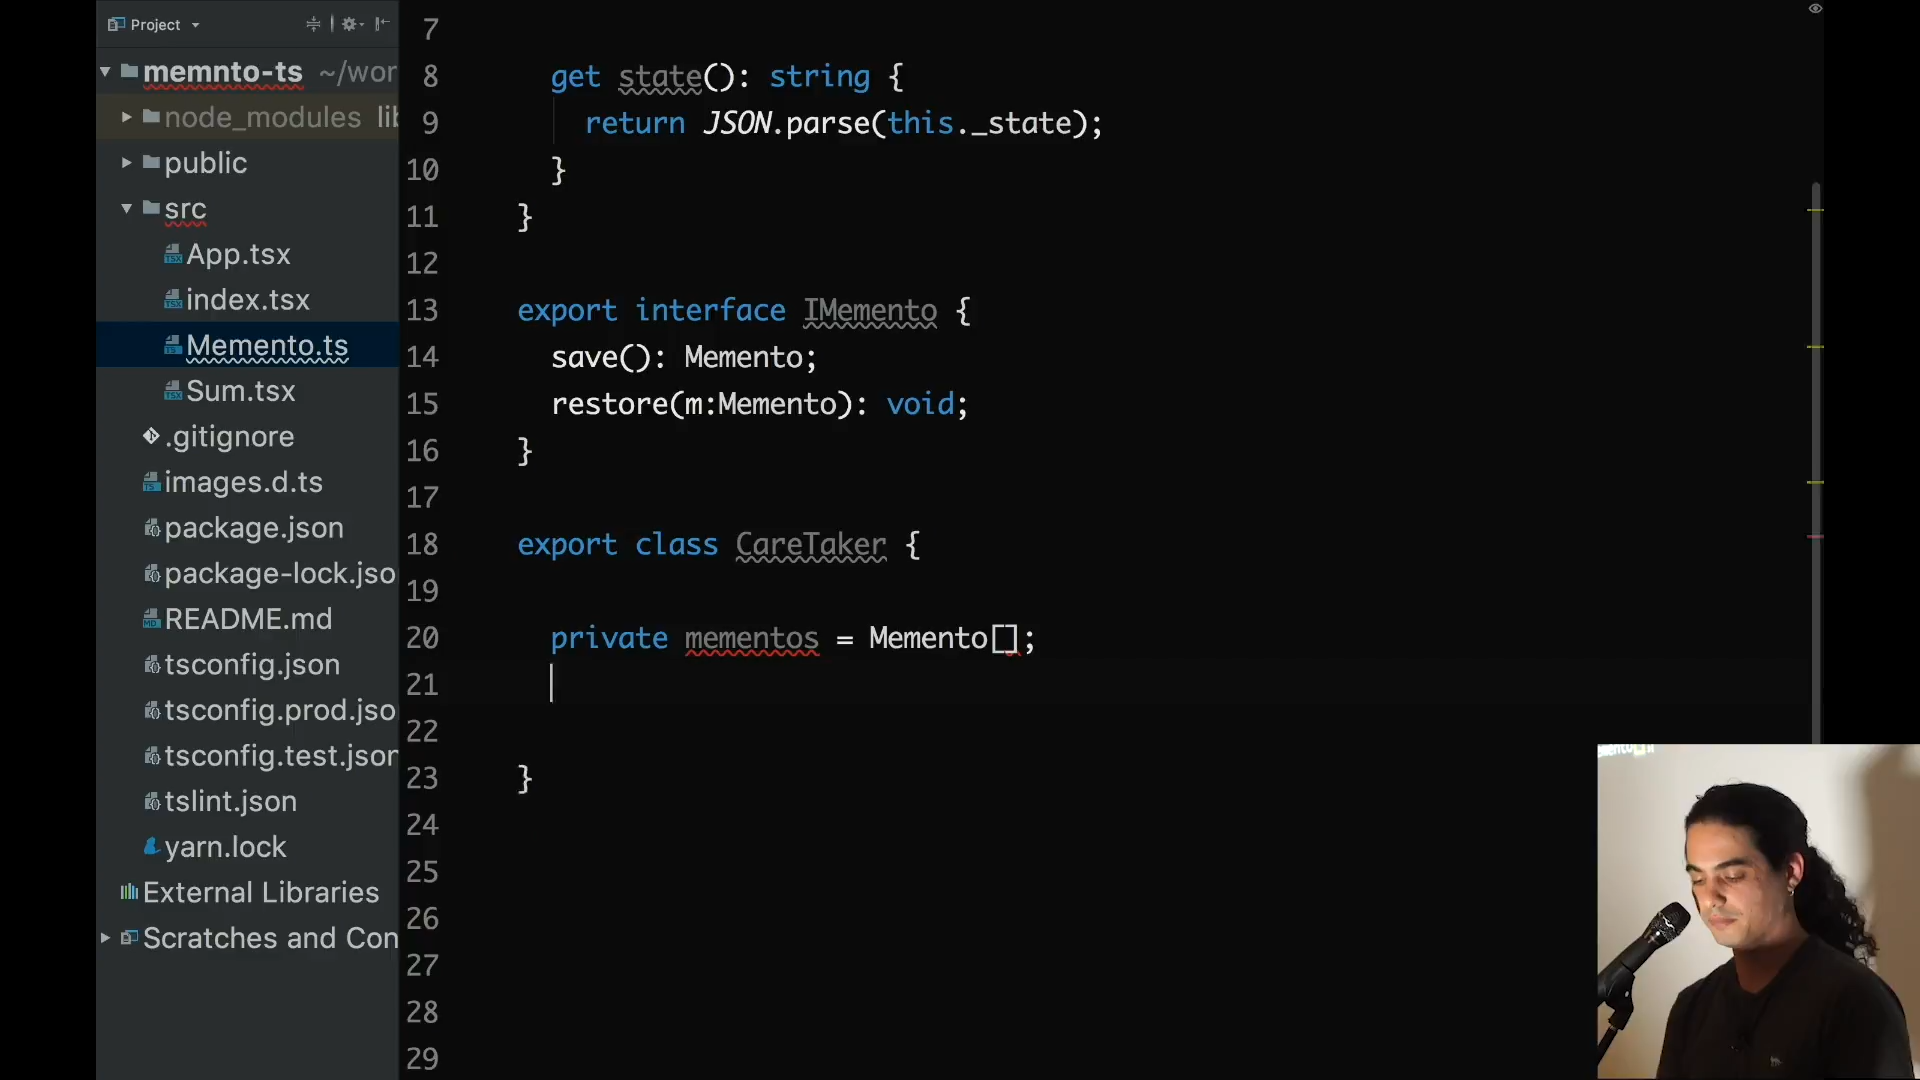 Project
memnto-ts ~/wor
node_modules lib
public
src
App.tsx
index.tsx
Memento.ts
Sum.tsx
.gitignore
images.d.ts
package.json
package-lock.jso
README.md
tsconfig.json
tsconfig.prod.jso
tsconfig.test.json
tslint.json
yarn.lock
External Libraries
Scratches and Con
7
8 get state(): string {
9 return JSON.parse(this._state);
10 }
11 }
12
13 export interface IMemento {
14 save(): Memento;
15 restore(m:Memento): void;
16 }
17
18 export class CareTaker {
19
20 private mementos = Memento[];
21
22
23 }
24
25
26
27
28
29